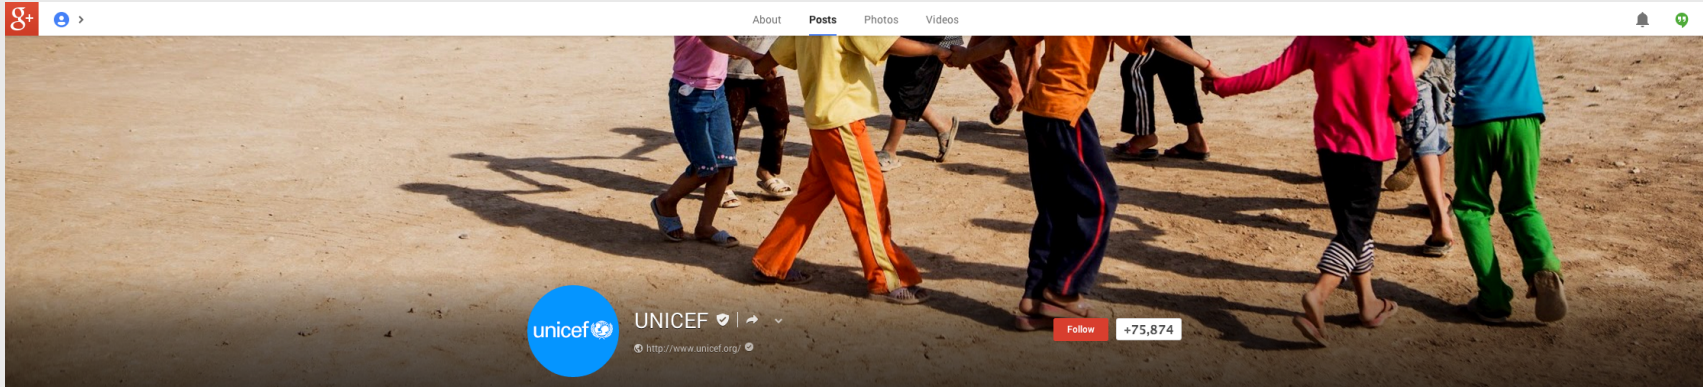 g+
About Posts Photos Videos
unicef
UNICEF
http://www.unicef.org/
Follow
+75,874